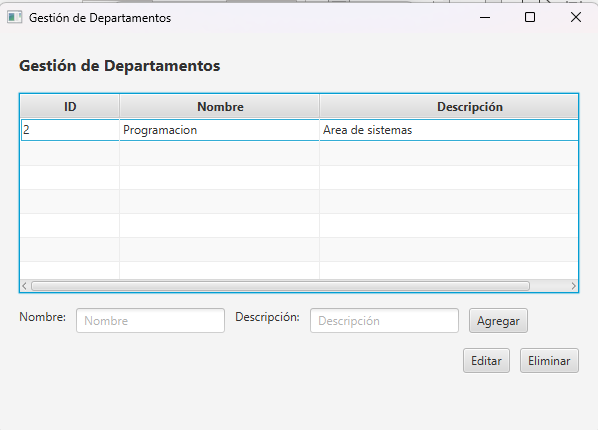 Gestión de Departamentos
Gestión de Departamentos
ID Nombre Descripción
2 Programacion Area de sistemas
Nombre: Nombre Descripción: Descripción Agregar
Editar Eliminar